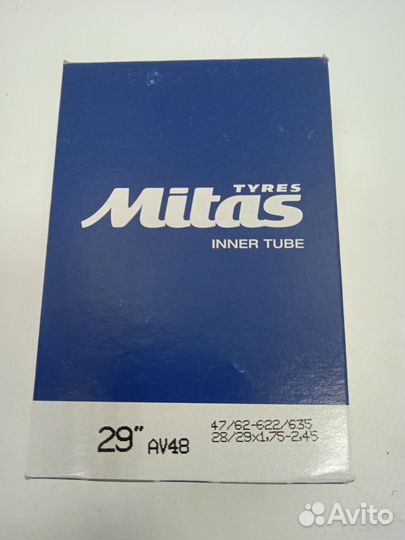 TYRES
Mitas
INNER TUBE
29" AV48
47/62-622/635
28/29x1,75-2,45
Avito